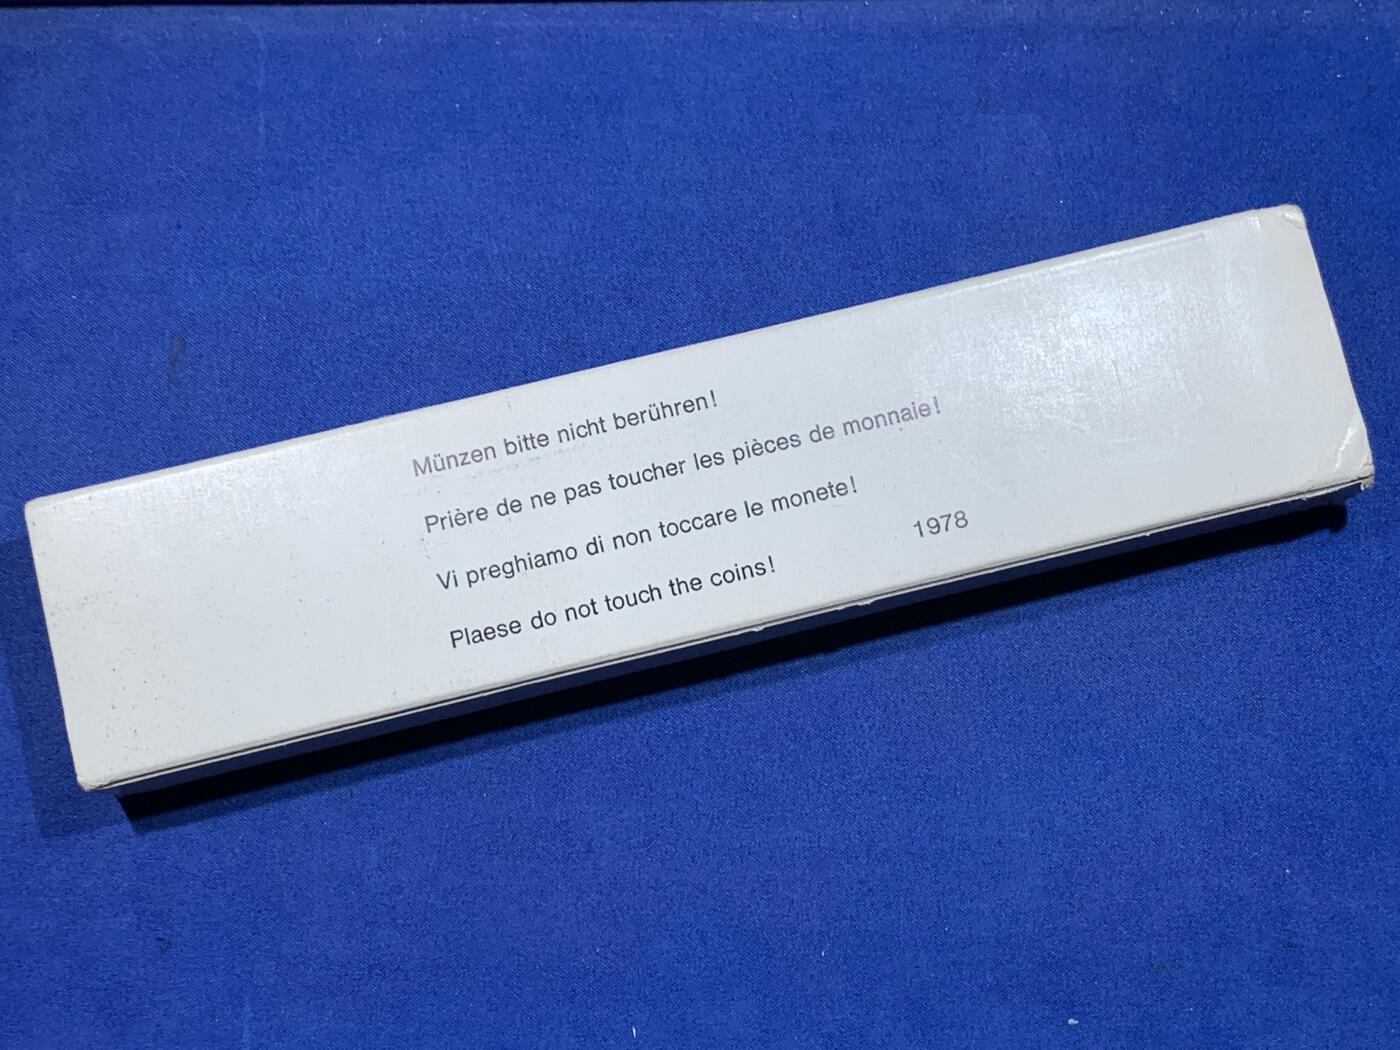 Münzen bitte nicht berühren!
Prière de ne pas toucher les pièces de monnaie!
Vi preghiamo di non toccare le monete!
Plaese do not touch the coins!
1978